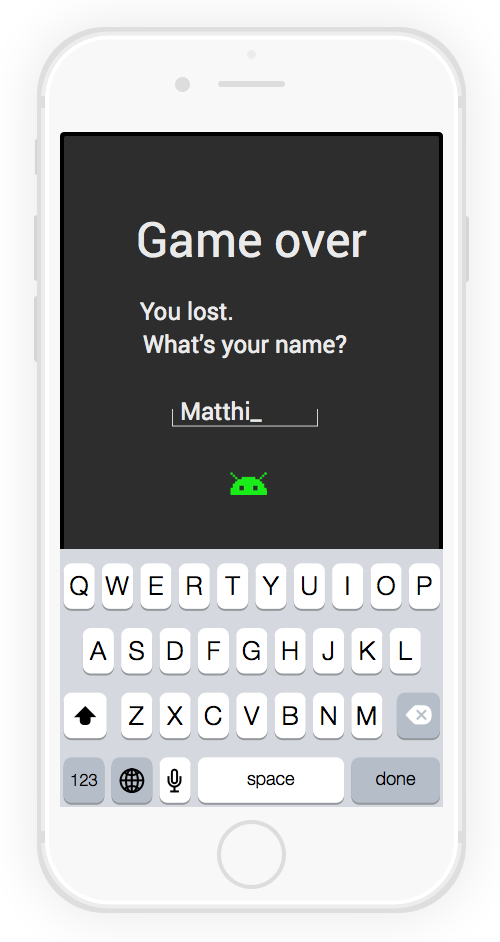 Game over
You lost.
What's your name?
Matthi_
Q W E R T Y U I O P
A S D F G H J K L
Z X C V B N M
123 space done